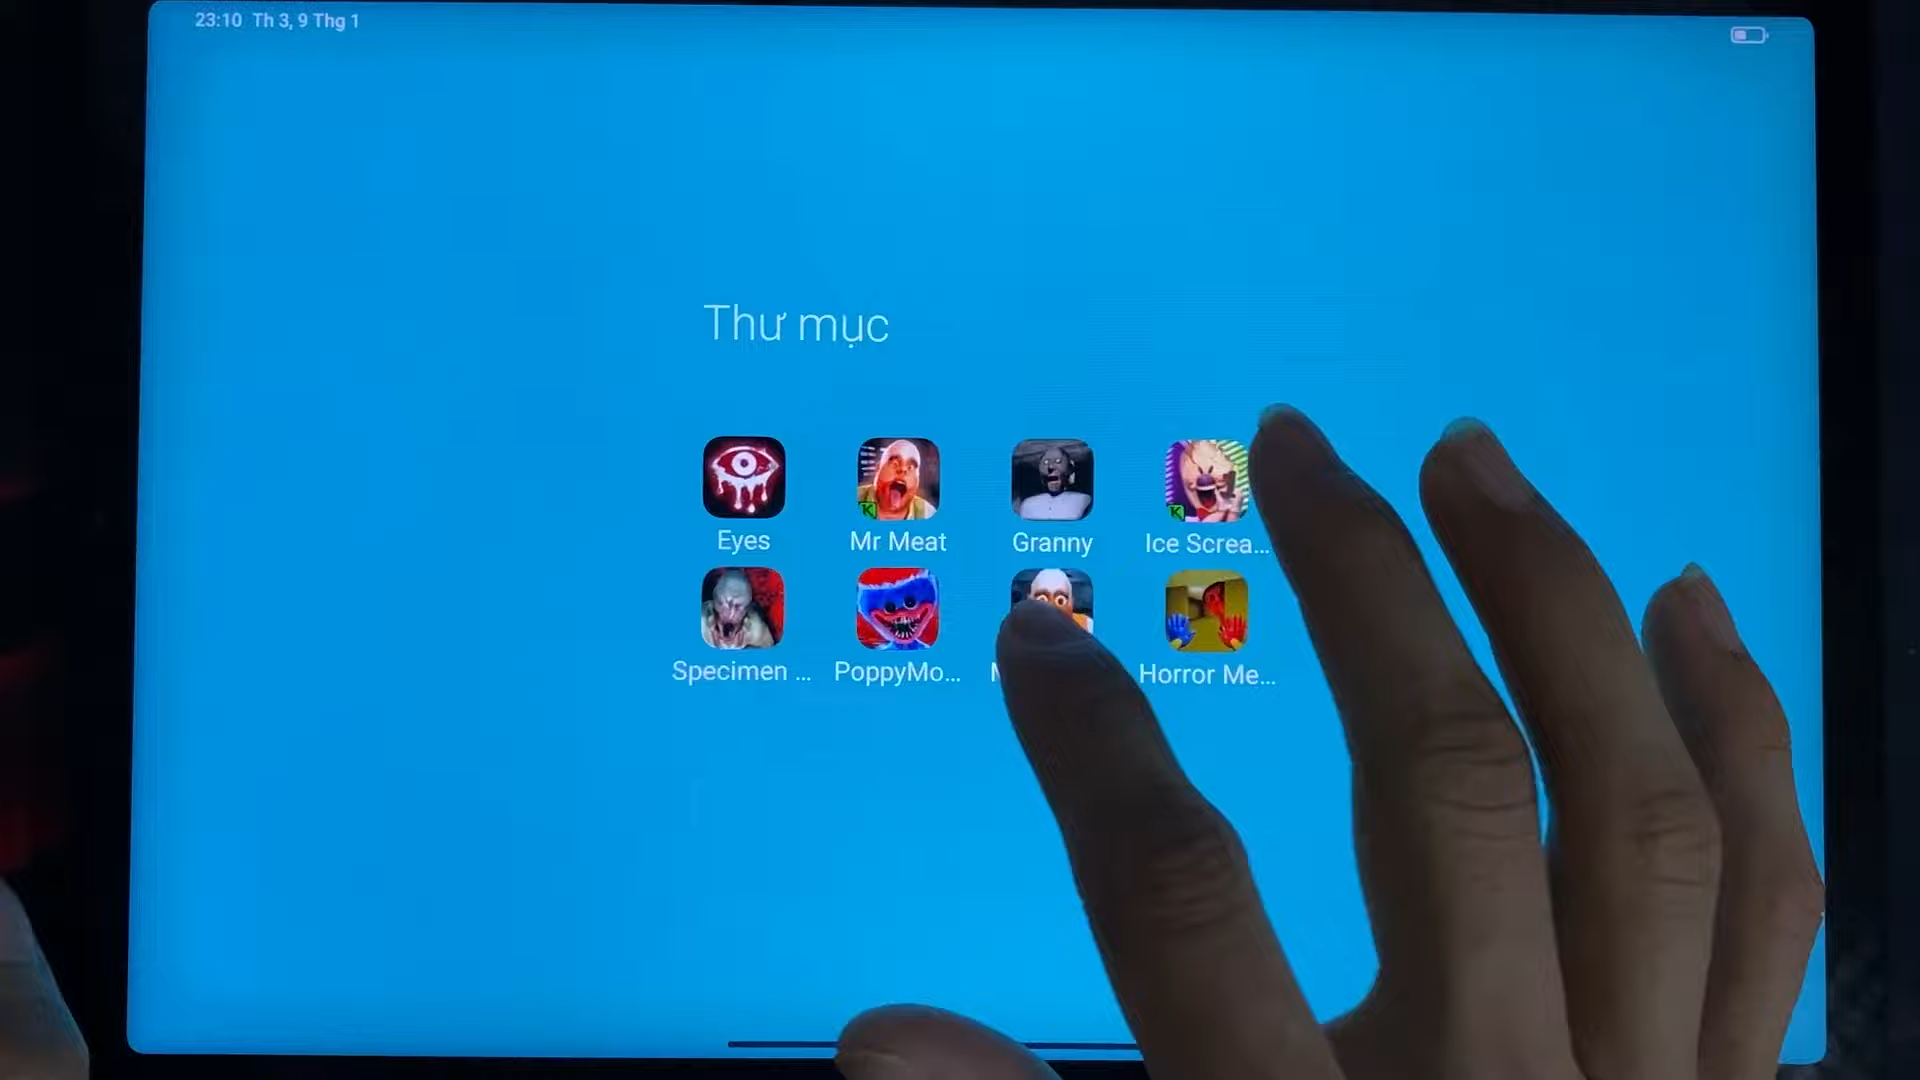 23:10 Th 3, 9 Thg 1
Thư mục
Eyes
Mr Meat
Granny
Ice Screa...
Specimen ...
PoppyMo...
Horror Me...